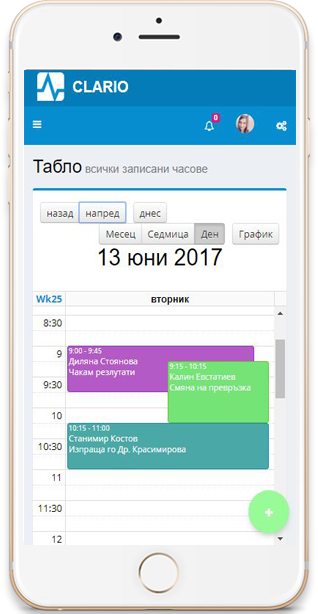 CLARIO
0
Табло всички записани часове
назад напред днес
Месец Седмица Ден График
13 юни 2017
Wk25 вторник
8:30
9
9:00 - 9:45
Диляна Стоянова
Чакам резлутати
9:15 - 10:15
Калин Евстатиев
Смяна на превръзка
9:30
10
10:15 - 11:00
Станимир Костов
Изпраща го Др. Красимирова
10:30
11
11:30
12
+